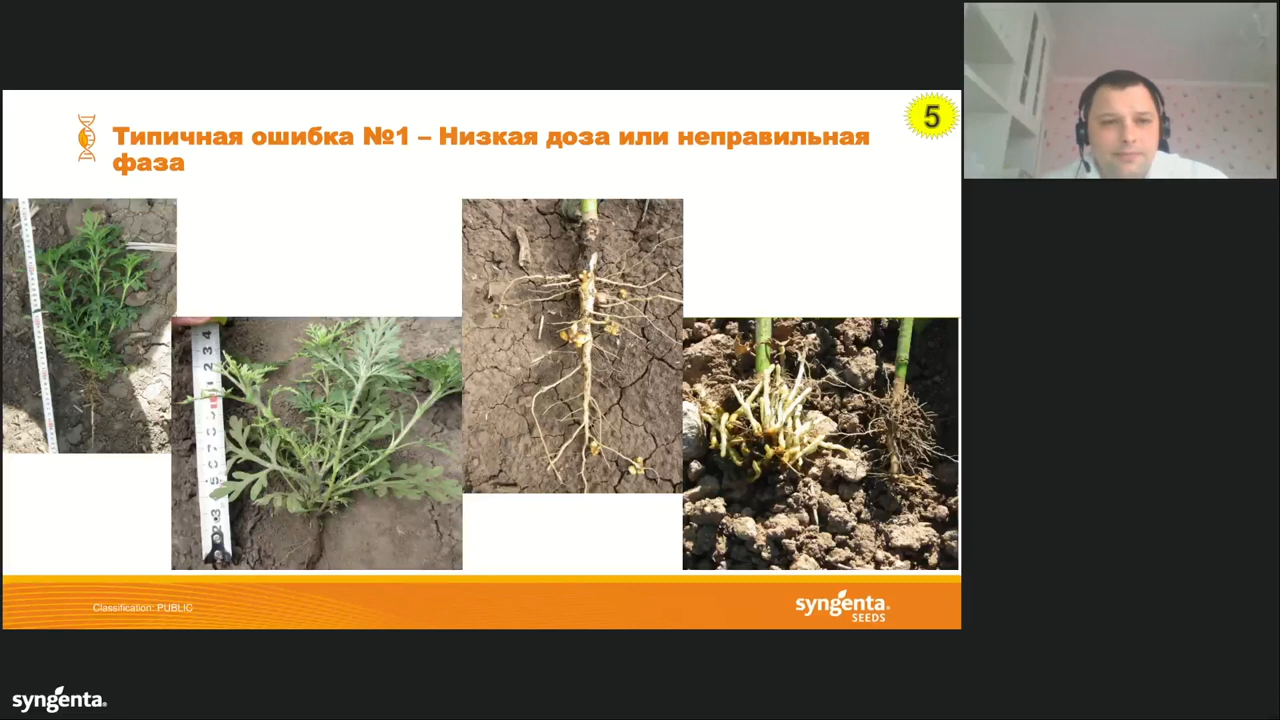 Типичная ошибка №1 – Низкая доза или неправильная
фаза
5
Classification: PUBLIC
syngenta
SEEDS
syngenta